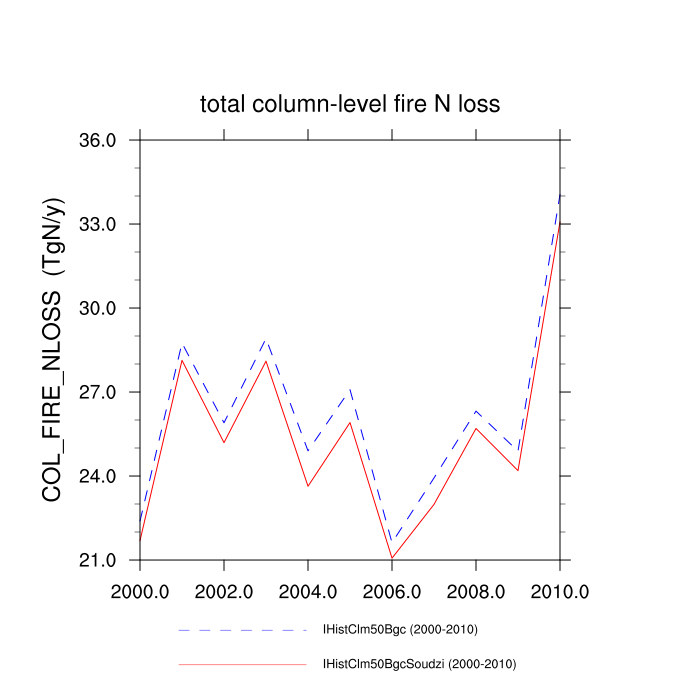 total column-level fire N loss
COL_FIRE_NLOSS (TgN/y)
36.0
33.0
30.0
27.0
24.0
21.0
2000.0 2002.0 2004.0 2006.0 2008.0 2010.0
IHistClm50Bgc (2000-2010)
IHistClm50BgcSoudzi (2000-2010)